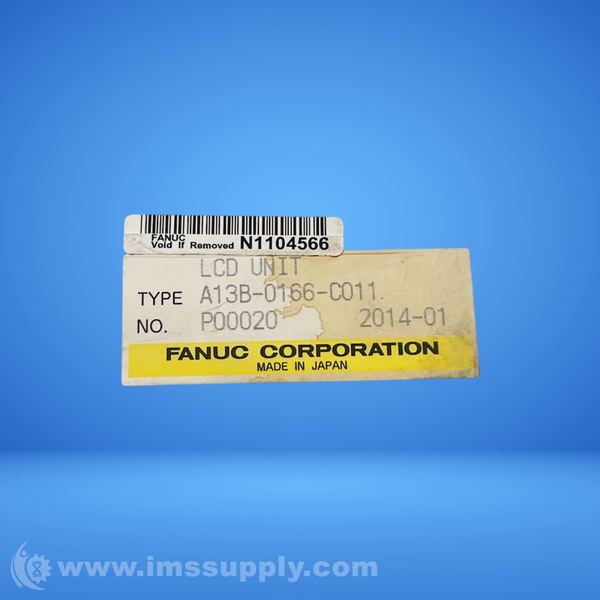 FANUC
Void If Removed N1104566
LCD UNIT
TYPE A13B-0166-C011
NO. P00020 2014-01
FANUC CORPORATION
MADE IN JAPAN
www.imssupply.com